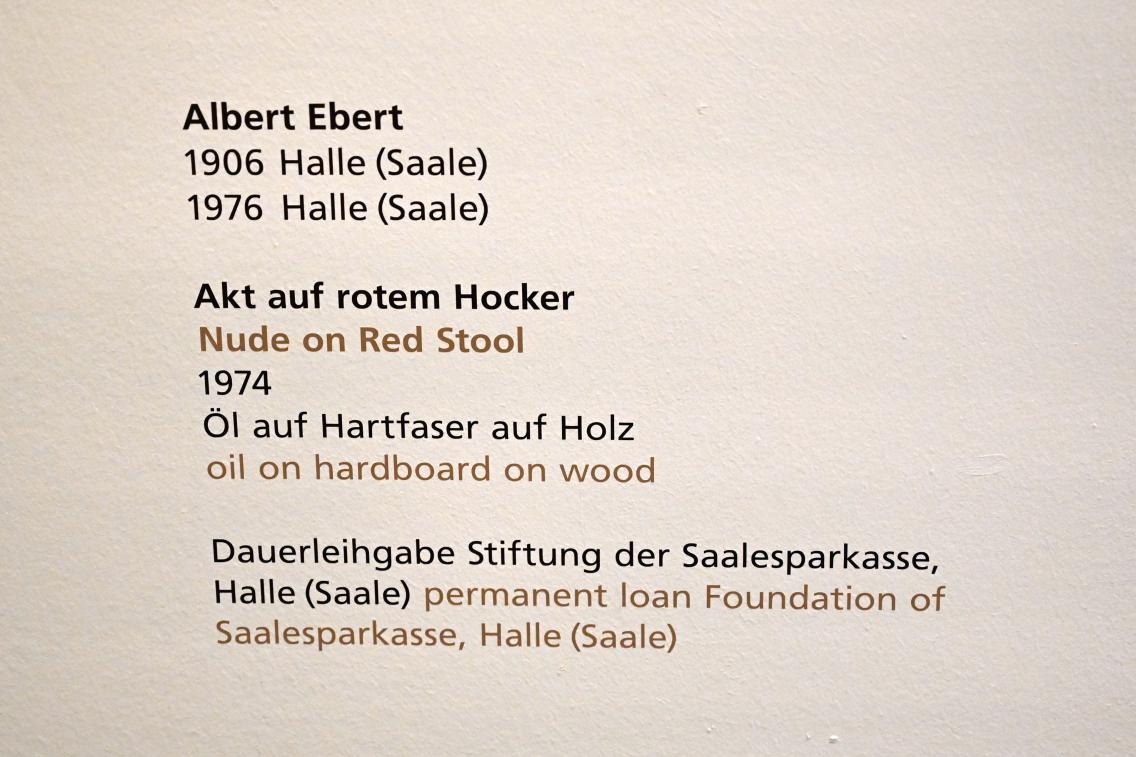 Albert Ebert
1906 Halle (Saale)
1976 Halle (Saale)
Akt auf rotem Hocker
Nude on Red Stool
1974
Öl auf Hartfaser auf Holz
oil on hardboard on wood
Dauerleihgabe Stiftung der Saalesparkasse,
Halle (Saale) permanent loan Foundation of
Saalesparkasse, Halle (Saale)